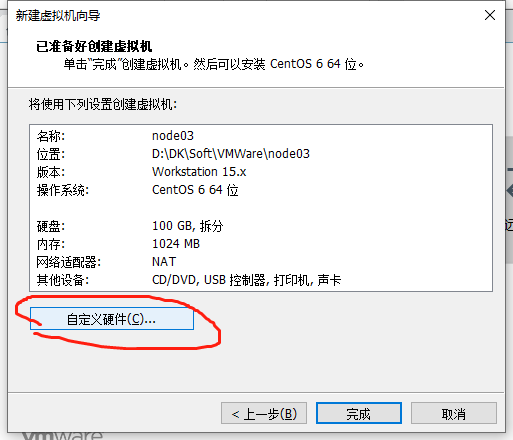 新建虚拟机向导
已准备好创建虚拟机
单击"完成"创建虚拟机。然后可以安装 CentOS 6 64 位。
将使用下列设置创建虚拟机:
名称: node03
位置: D:\DK\Soft\VMWare\node03
版本: Workstation 15.x
操作系统: CentOS 6 64 位
硬盘: 100 GB, 拆分
内存: 1024 MB
网络适配器: NAT
其他设备: CD/DVD, USB 控制器, 打印机, 声卡
自定义硬件(C)...
< 上一步(B)
完成
取消
vmware